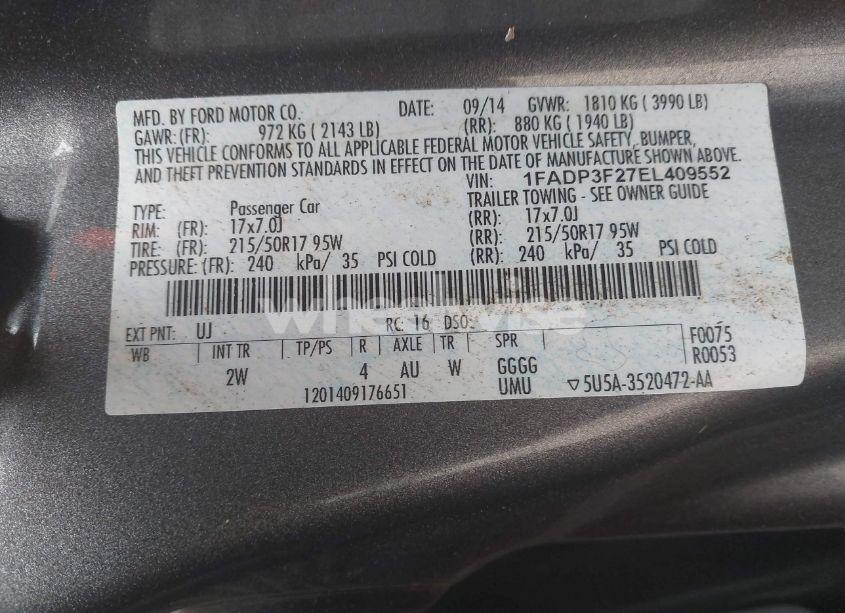 MFD. BY FORD MOTOR CO. DATE: 09/14 GVWR: 1810 KG ( 3990 LB)
GAWR: (FR): 972 KG ( 2143 LB) (RR): 880 KG ( 1940 LB)
THIS VEHICLE CONFORMS TO ALL APPLICABLE FEDERAL MOTOR VEHICLE SAFETY, BUMPER,
AND THEFT PREVENTION STANDARDS IN EFFECT ON THE DATE OF MANUFACTURE SHOWN ABOVE.
VIN: 1FADP3F27EL409552
TYPE: Passenger Car TRAILER TOWING - SEE OWNER GUIDE
RIM: (FR): 17x7.0J (RR): 17x7.0J
TIRE: (FR): 215/50R17 95W (RR): 215/50R17 95W
PRESSURE: (FR): 240 kPa/ 35 PSI COLD (RR): 240 kPa/ 35 PSI COLD
EXT PNT: UJ RC: 16 DSO: F0075
WB INT TR TP/PS R AXLE TR SPR R0053
2W 4 AU W GGGG
1201409176651 UMU ▽5U5A-3520472-AA